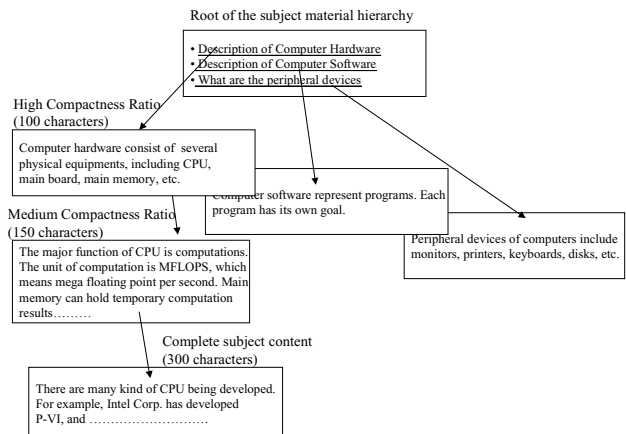 Root of the subject material hierarchy
• Description of Computer Hardware
• Description of Computer Software
• What are the peripheral devices
High Compactness Ratio
(100 characters)
Computer hardware consist of several
physical equipments, including CPU,
main board, main memory, etc.
Computer software represent programs. Each
program has its own goal.
Medium Compactness Ratio
(150 characters)
Peripheral devices of computers include
monitors, printers, keyboards, disks, etc.
The major function of CPU is computations.
The unit of computation is MFLOPS, which
means mega floating point per second. Main
memory can hold temporary computation
results………
Complete subject content
(300 characters)
There are many kind of CPU being developed.
For example, Intel Corp. has developed
P-VI, and ………………………….